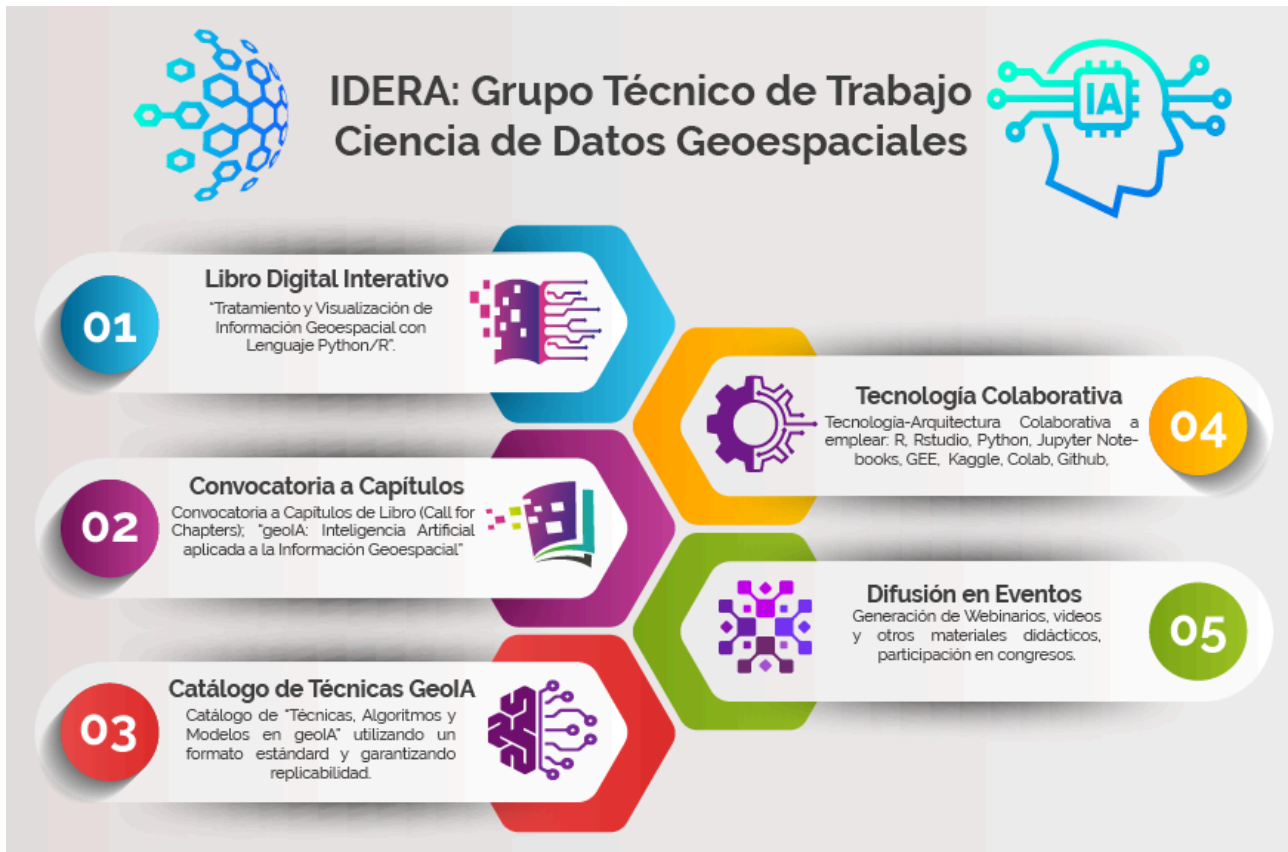 IDERA: Grupo Técnico de Trabajo
Ciencia de Datos Geoespaciales
IA
01
Libro Digital Interativo
"Tratamiento y Visualización de
Información Geoespacial con
Lenguaje Python/R".
02
Convocatoria a Capítulos
Convocatoria a Capítulos de Libro (Call for
Chapters); "geoIA: Inteligencia Artificial
aplicada a la Información Geoespacial"
03
Catálogo de Técnicas GeoIA
Catálogo de "Técnicas, Algoritmos y
Modelos en geoIA" utilizando un
formato estándard y garantizando
replicabilidad.
Tecnología Colaborativa
Tecnología-Arquitectura Colaborativa a
emplear: R, Rstudio, Python, Jupyter Note-
books, GEE, Kaggle, Colab, Github,
04
Difusión en Eventos
Generación de Webinarios, videos
y otros materiales didácticos,
participación en congresos.
05